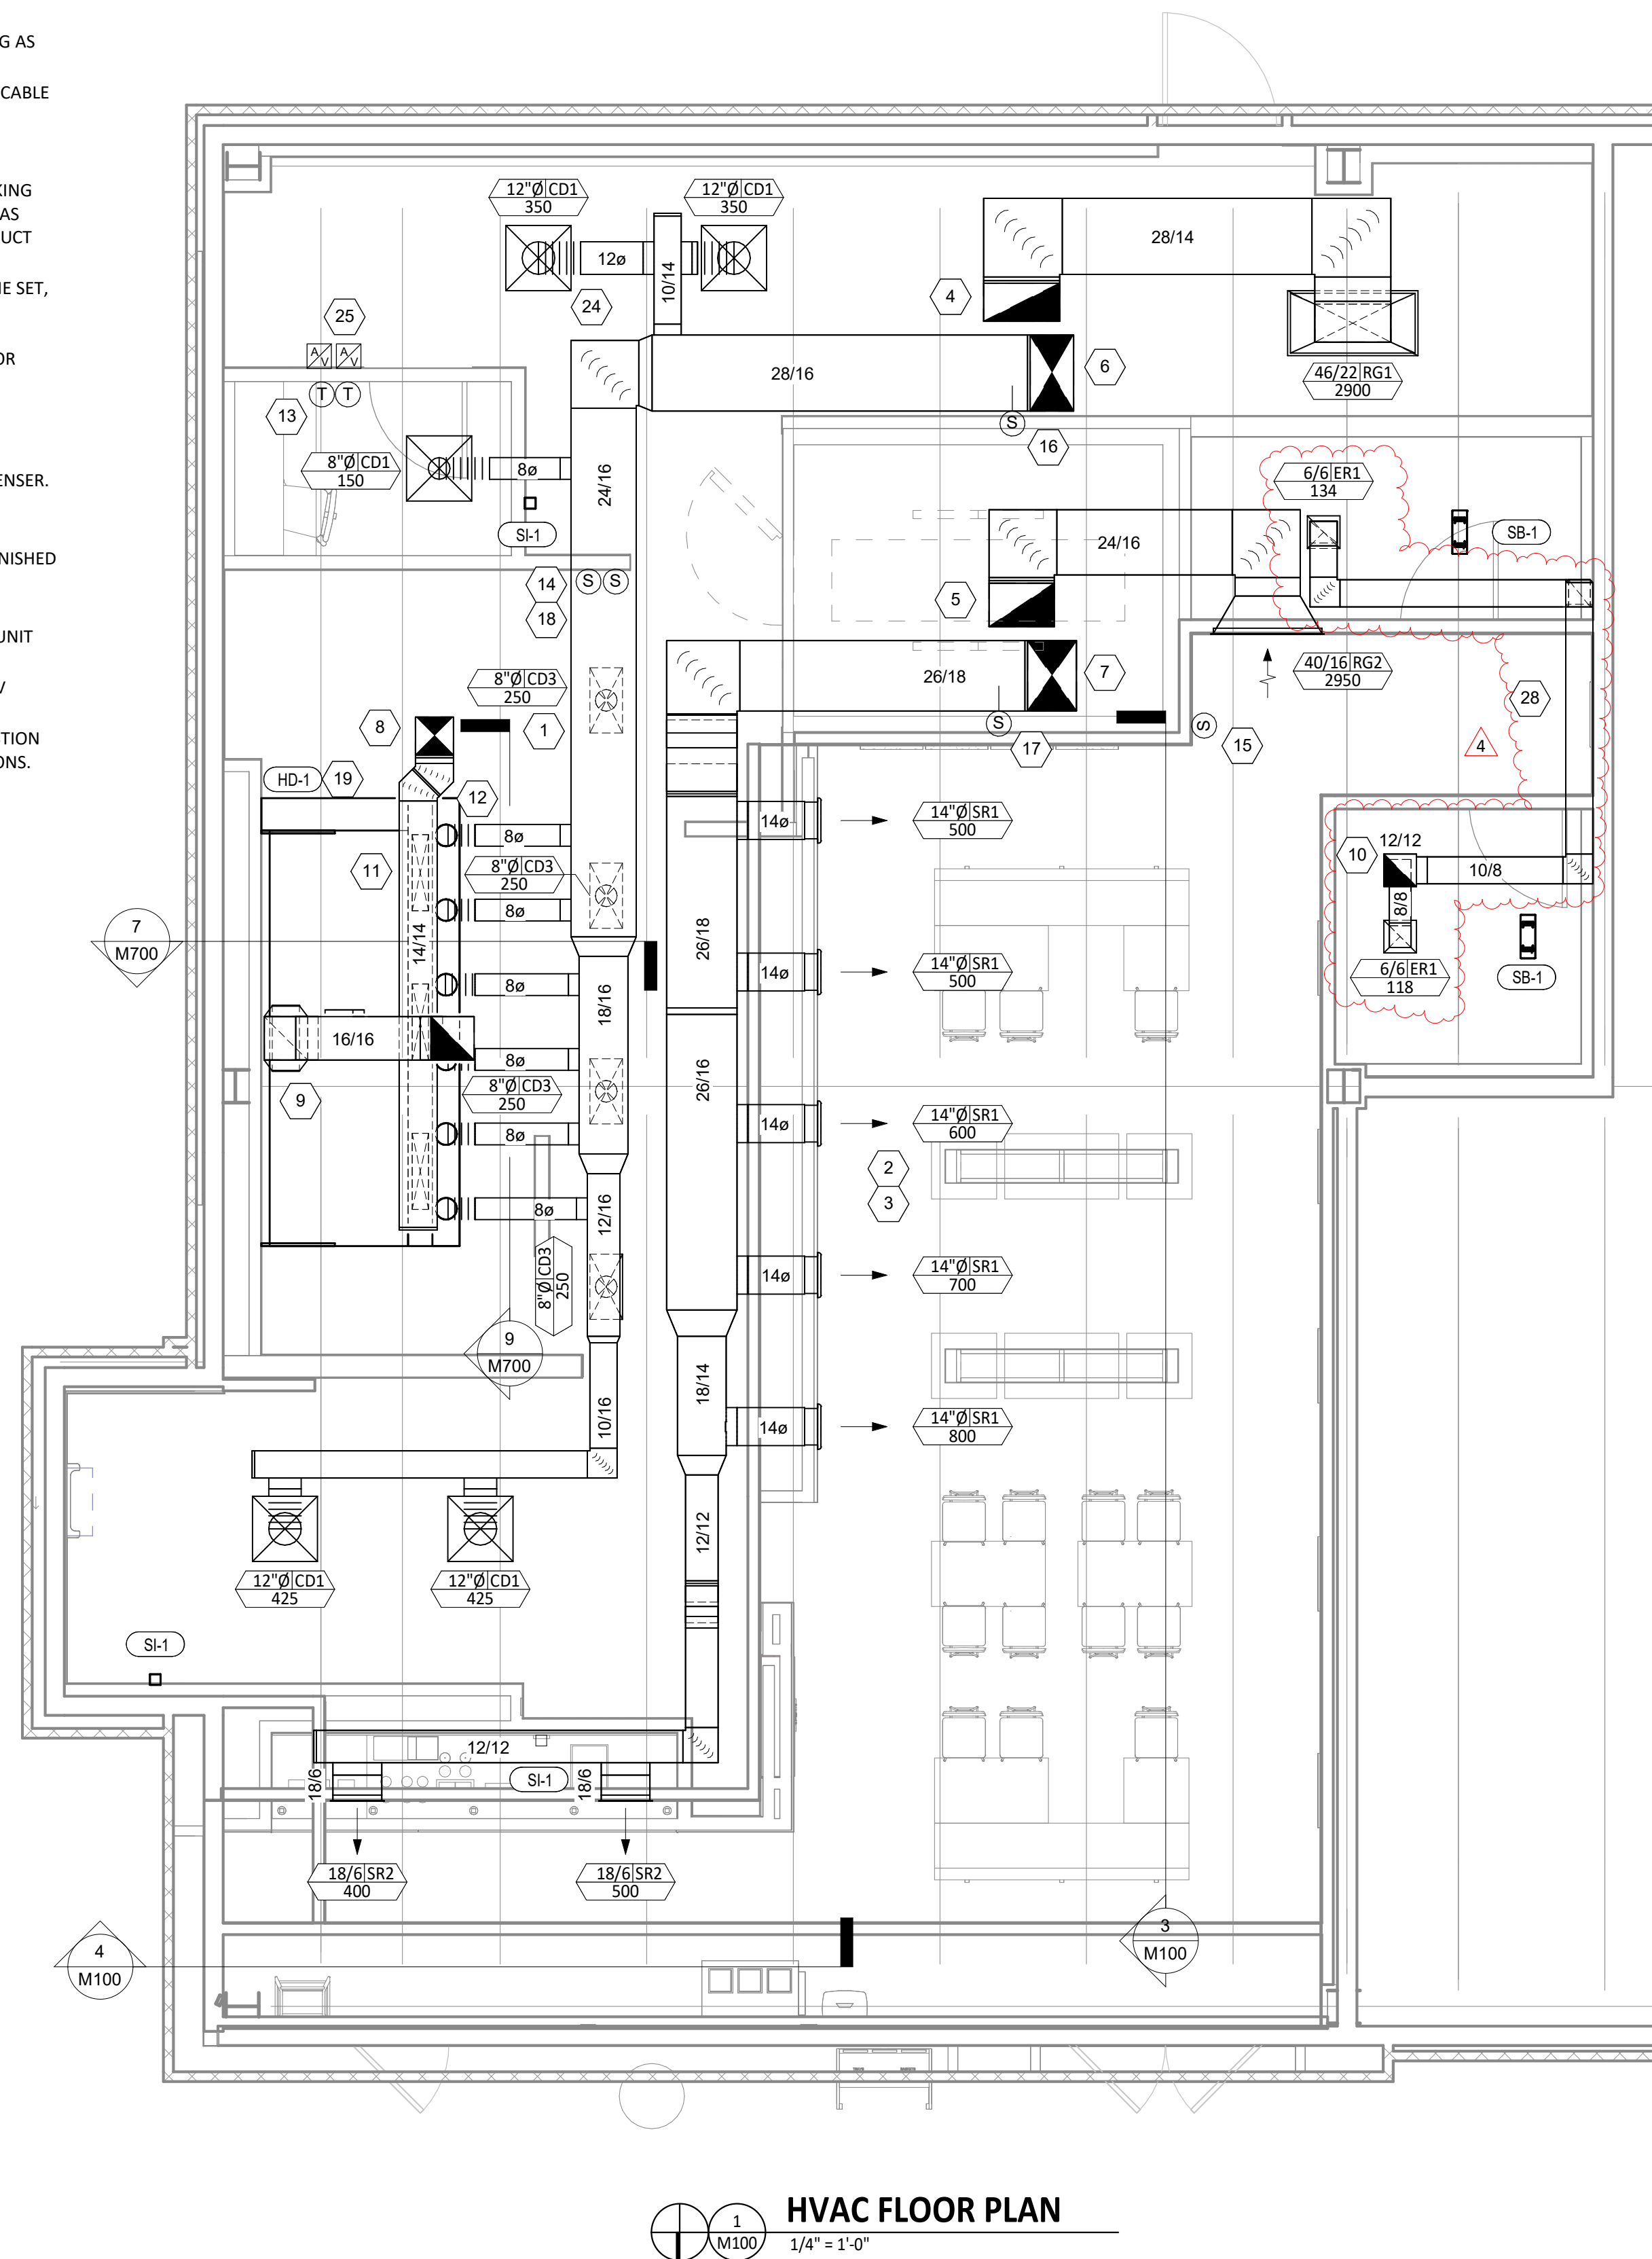 G AS
CABLE
KING
AS
UCT
IE SET,
OR
ENSER.
NISHED
UNIT
V
TION
ONS.
12"Ø CD1
350
12"Ø CD1
350
12ø
10/14
24
4
28/14
25
A
V
A
V
28/16
6
46/22 RG1
2900
T
T
13
8"Ø CD1
150
8ø
24/16
S
16
6/6 ER1
134
SI-1
SB-1
24/16
14
S
S
18
5
26/18
7
40/16 RG2
2950
28
8"Ø CD3
250
8
1
S
17
S
15
4
HD-1
19
12
8ø
14ø
14"Ø SR1
500
11
8"Ø CD3
250
8ø
10
12/12
10/8
8/8
7
M700
14/14
26/18
14ø
14"Ø SR1
500
6/6 ER1
118
SB-1
8ø
18/16
16/16
8ø
9
8"Ø CD3
250
26/16
8ø
14ø
14"Ø SR1
600
2
3
8ø
12/16
8"Ø CD3
250
14ø
14"Ø SR1
700
9
M700
18/14
10/16
14ø
14"Ø SR1
800
12/12
12"Ø CD1
425
12"Ø CD1
425
SI-1
12/12
18/6
SI-1
18/6
18/6 SR2
400
18/6 SR2
500
4
M100
3
M100
1
M100
HVAC FLOOR PLAN
1/4" = 1'-0"